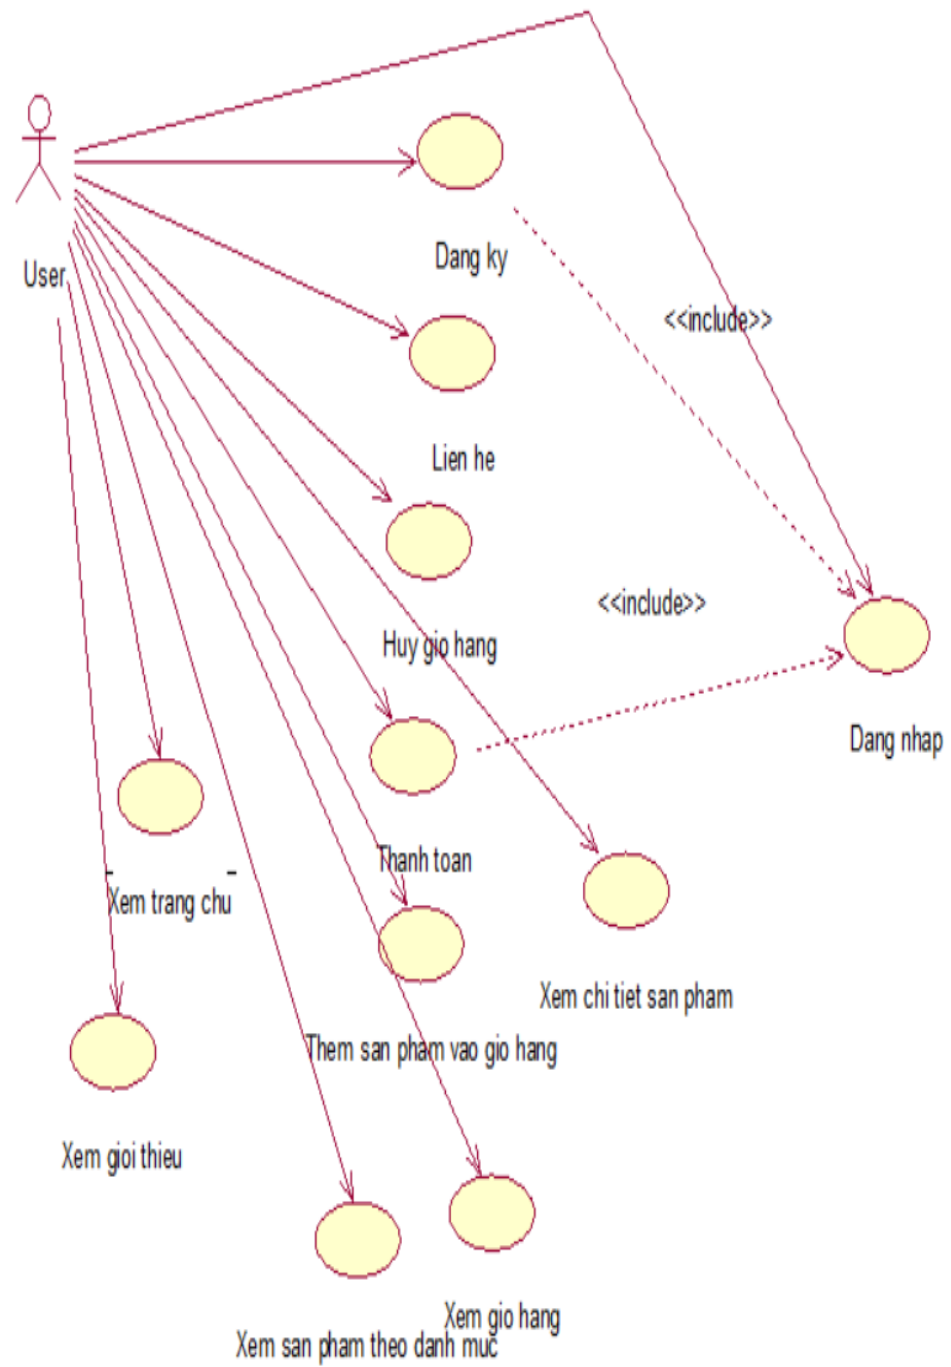 User
Dang ky
<<include>>
Lien he
<<include>>
Huy gio hang
Dang nhap
Thanh toan
Xem trang chu
Xem chi tiet san pham
Them san pham vao gio hang
Xem gioi thieu
Xem gio hang
Xem san pham theo danh muc